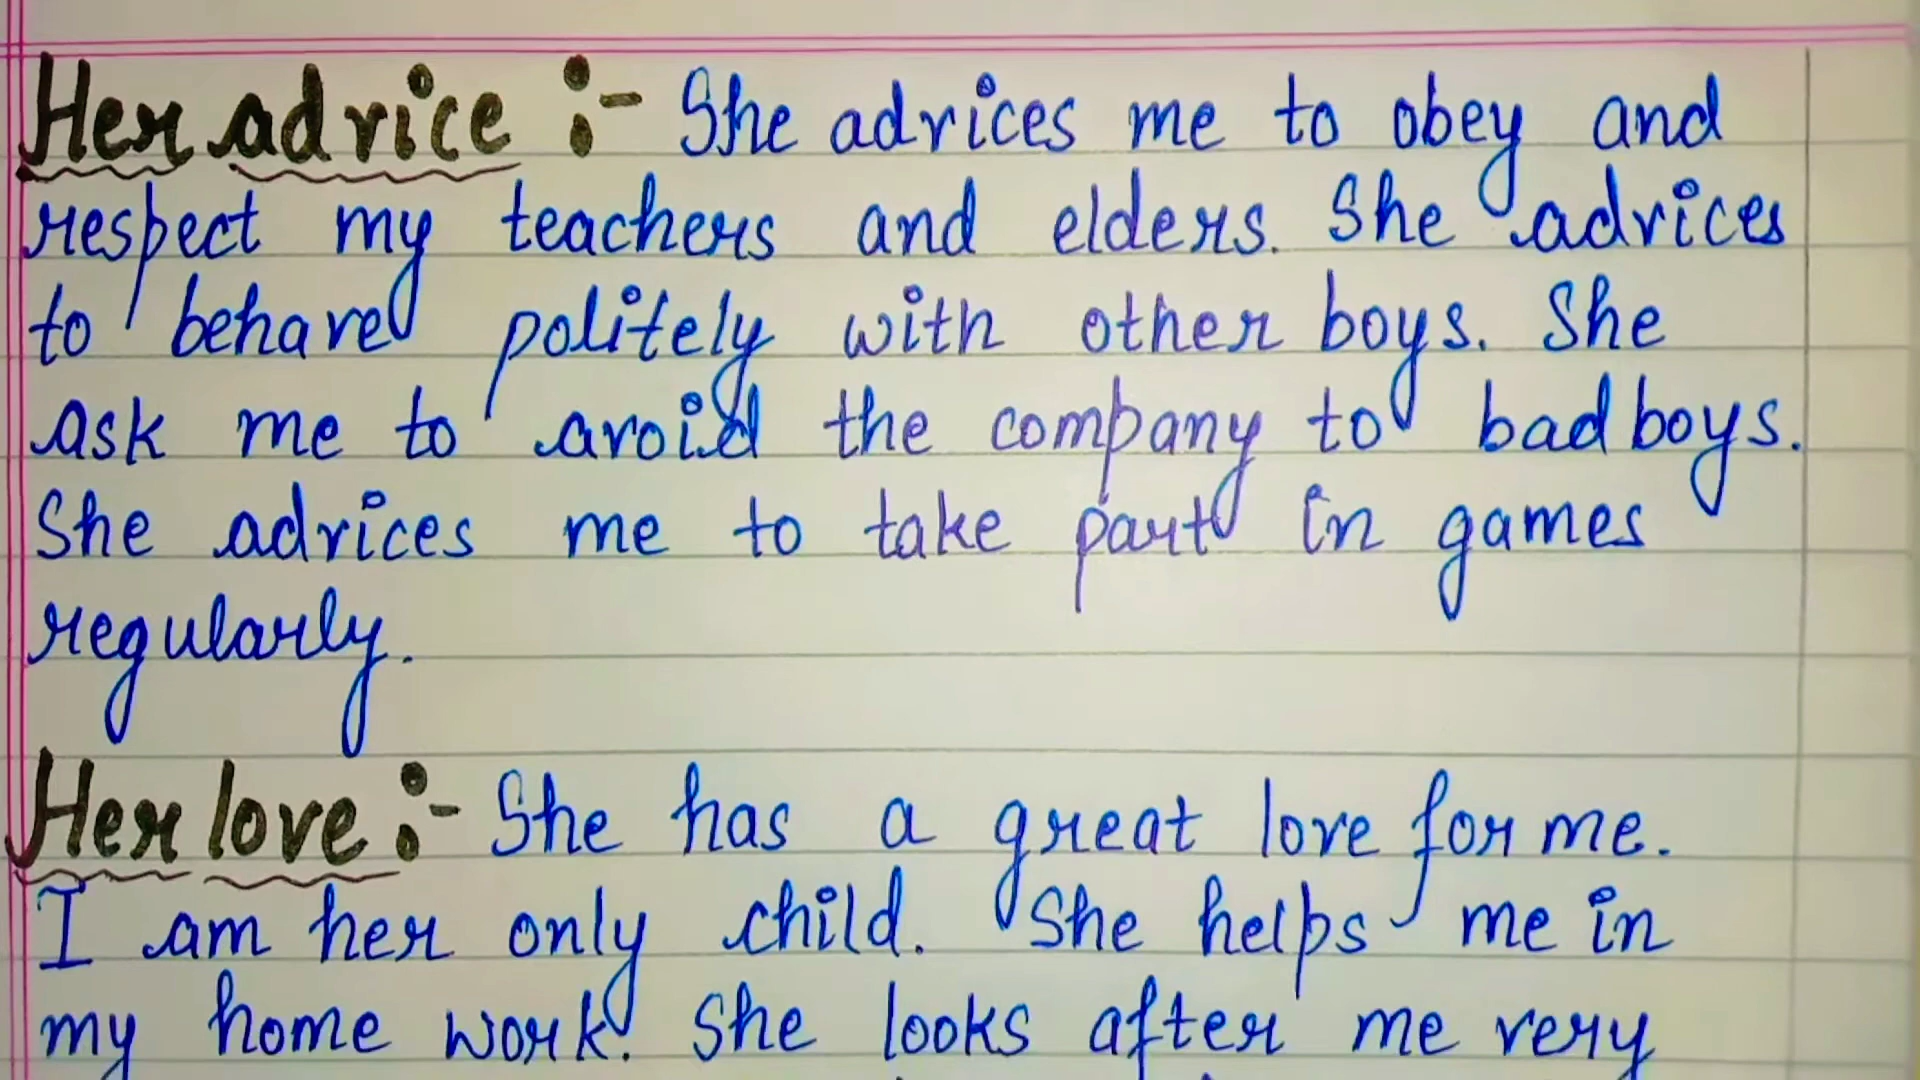 Her advice :- She advices me to obey and
respect my teachers and elders. She advices
to behave politely with other boys. She
ask me to avoid the company to bad boys.
She advices me to take part in games
regularly.
Her love :- She has a great love for me.
I am her only child. She helps me in
my home work. She looks after me very